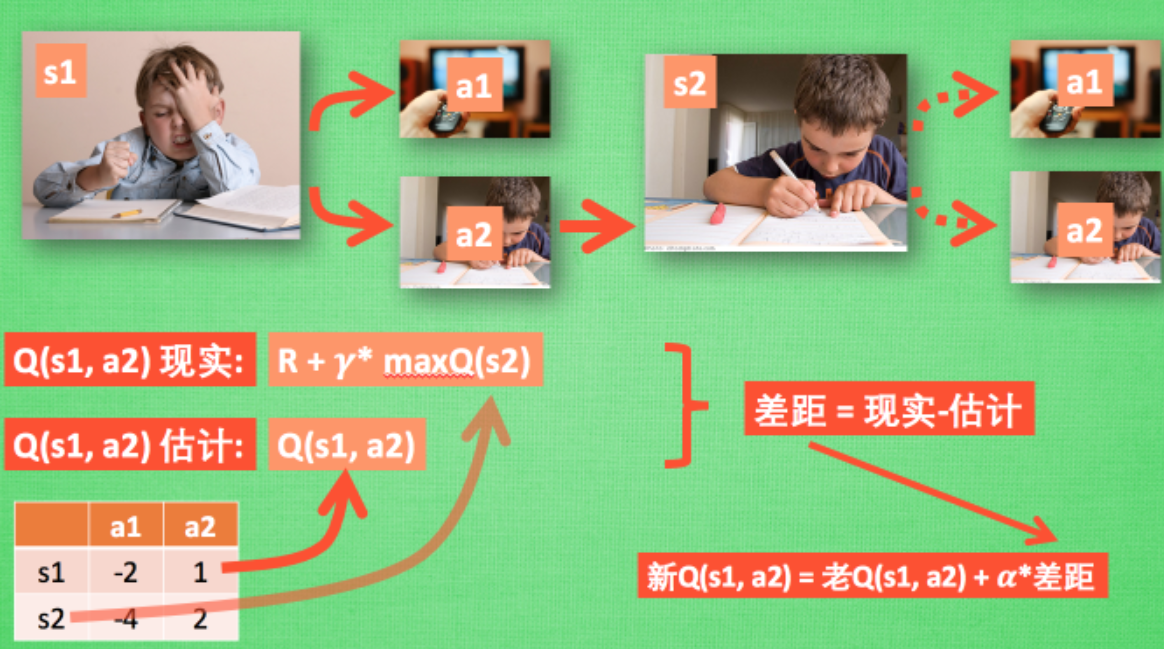 s1
a1
a2
s2
a1
a2
Q(s1, a2) 现实: R + γ* maxQ(s2)
Q(s1, a2) 估计: Q(s1, a2)
差距 = 现实-估计
a1 a2
s1 -2 1
s2 -4 2
新Q(s1, a2) = 老Q(s1, a2) + α*差距